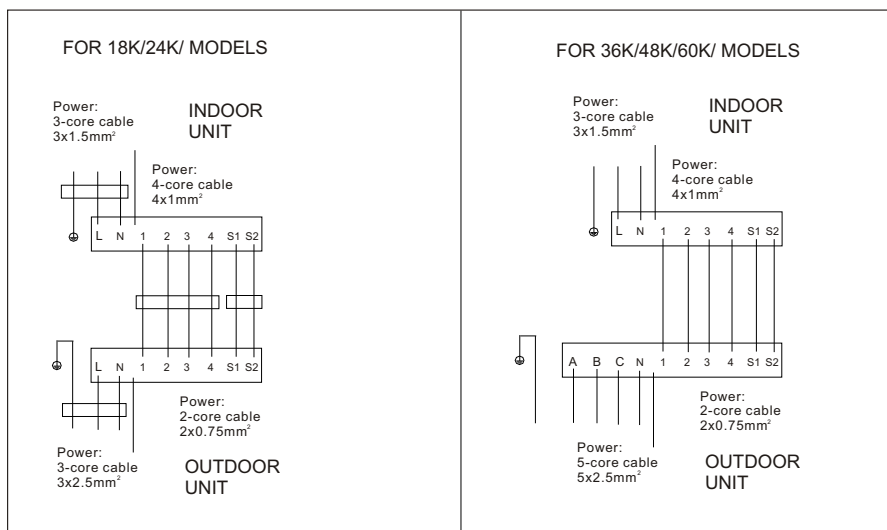 FOR 18K/24K/ MODELS
Power:
3-core cable
3x1.5mm²
INDOOR
UNIT
Power:
4-core cable
4x1mm²
L N 1 2 3 4 S1 S2
L N 1 2 3 4 S1 S2
Power:
2-core cable
2x0.75mm²
Power:
3-core cable
3x2.5mm²
OUTDOOR
UNIT
FOR 36K/48K/60K/ MODELS
Power:
3-core cable
3x1.5mm²
INDOOR
UNIT
Power:
4-core cable
4x1mm²
L N 1 2 3 4 S1 S2
A B C N 1 2 3 4 S1 S2
Power:
2-core cable
2x0.75mm²
Power:
5-core cable
5x2.5mm²
OUTDOOR
UNIT